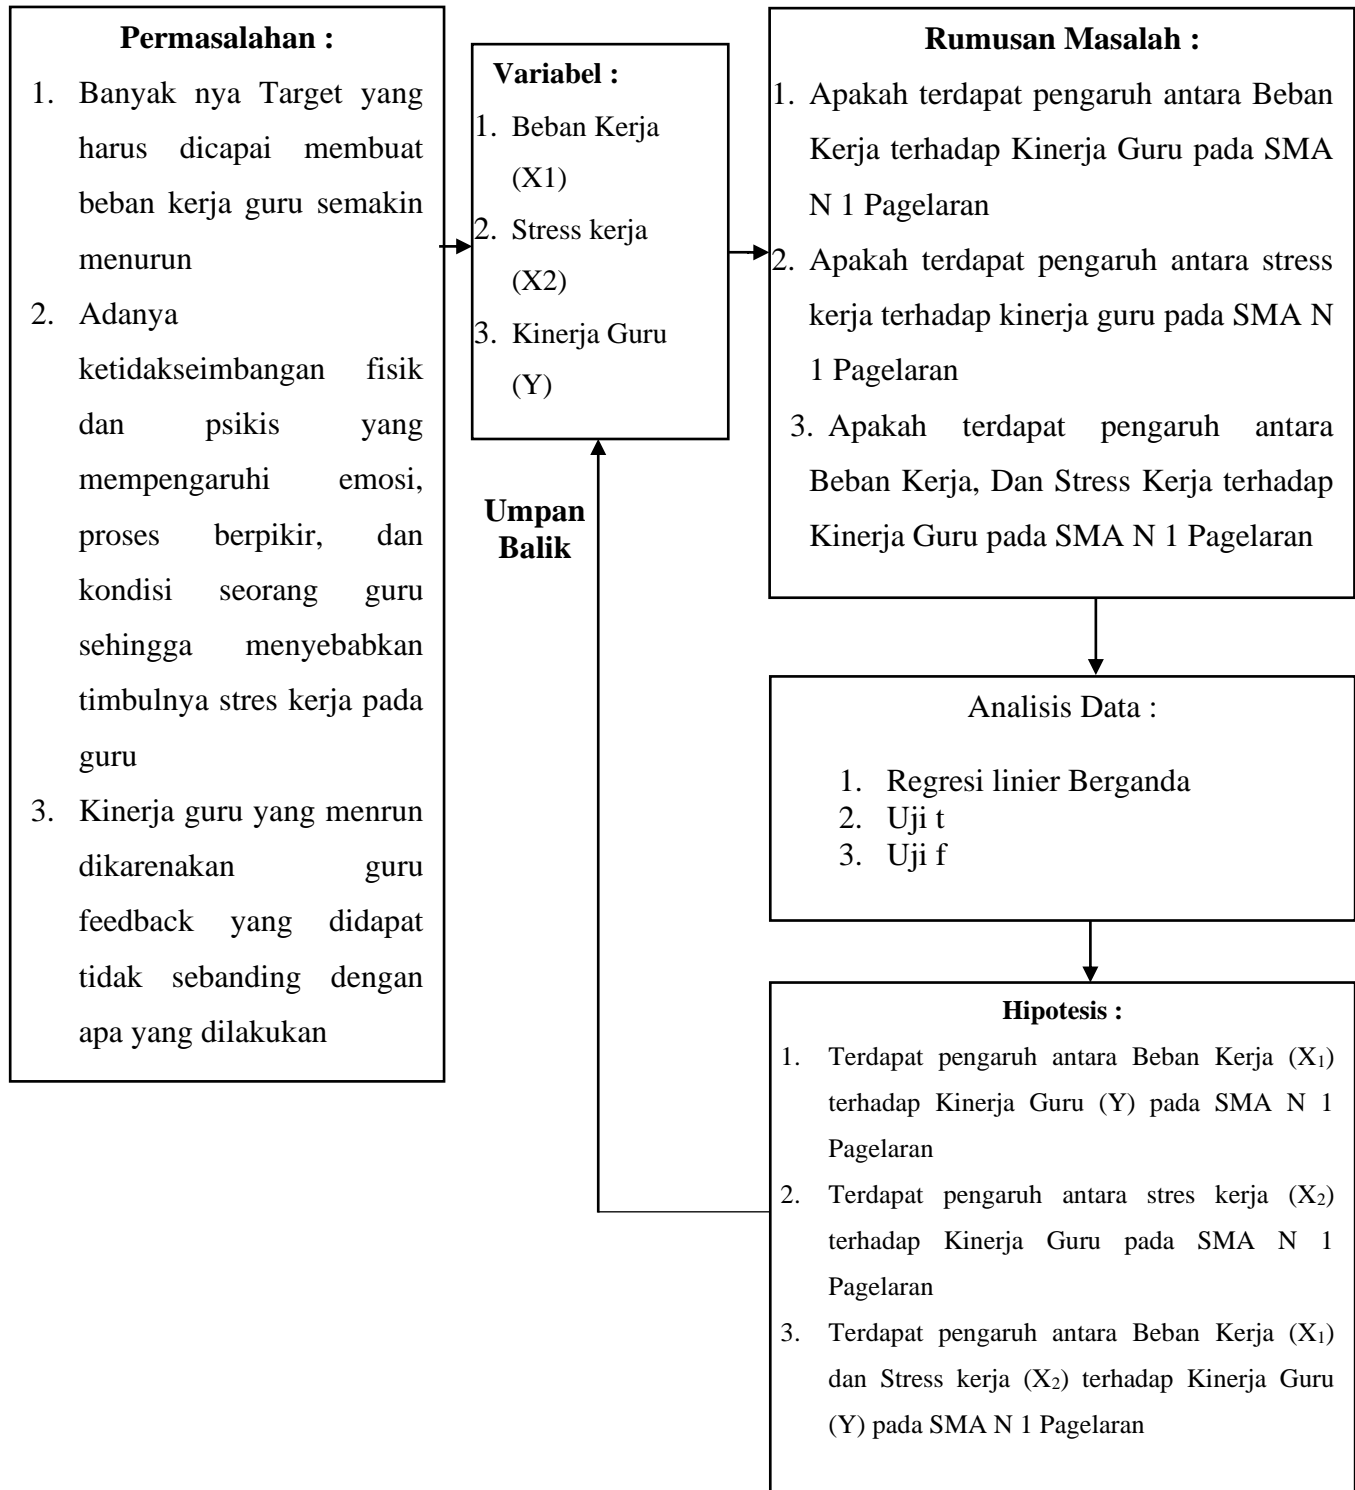 Permasalahan :
1. Banyak nya Target yang
harus dicapai membuat
beban kerja guru semakin
menurun
2. Adanya
ketidakseimbangan fisik
dan psikis yang
mempengaruhi emosi,
proses berpikir, dan
kondisi seorang guru
sehingga menyebabkan
timbulnya stres kerja pada
guru
3. Kinerja guru yang menrun
dikarenakan guru
feedback yang didapat
tidak sebanding dengan
apa yang dilakukan
Variabel :
1. Beban Kerja
(X1)
2. Stress kerja
(X2)
3. Kinerja Guru
(Y)
Umpan
Balik
Rumusan Masalah :
1. Apakah terdapat pengaruh antara Beban
Kerja terhadap Kinerja Guru pada SMA
N 1 Pagelaran
2. Apakah terdapat pengaruh antara stress
kerja terhadap kinerja guru pada SMA N
1 Pagelaran
3. Apakah terdapat pengaruh antara
Beban Kerja, Dan Stress Kerja terhadap
Kinerja Guru pada SMA N 1 Pagelaran
Analisis Data :
1. Regresi linier Berganda
2. Uji t
3. Uji f
Hipotesis :
1. Terdapat pengaruh antara Beban Kerja (X₁)
terhadap Kinerja Guru (Y) pada SMA N 1
Pagelaran
2. Terdapat pengaruh antara stres kerja (X₂)
terhadap Kinerja Guru pada SMA N 1
Pagelaran
3. Terdapat pengaruh antara Beban Kerja (X₁)
dan Stress kerja (X₂) terhadap Kinerja Guru
(Y) pada SMA N 1 Pagelaran